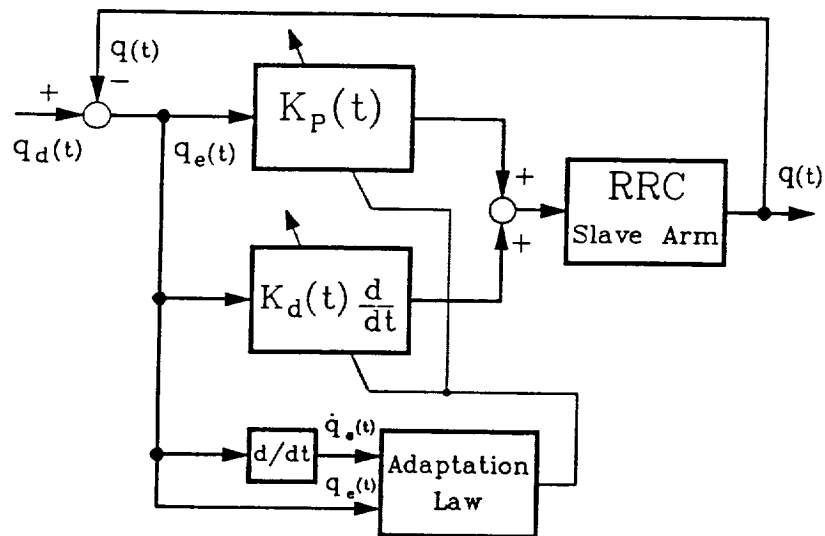 q(t)
+
−
q_d(t)
q_e(t)
K_P(t)
+
+
RRC
Slave Arm
q(t)
K_d(t) d/dt
d/dt
q̇_e(t)
q_e(t)
Adaptation
Law